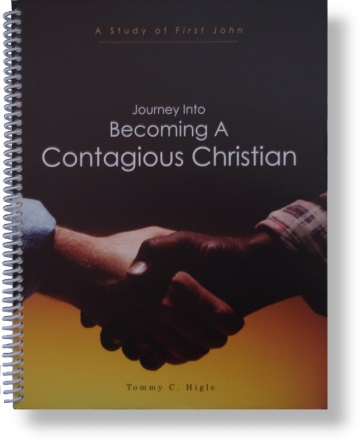 A Study of First John
Journey Into
Becoming A
Contagious Christian
Tommy C. Higle